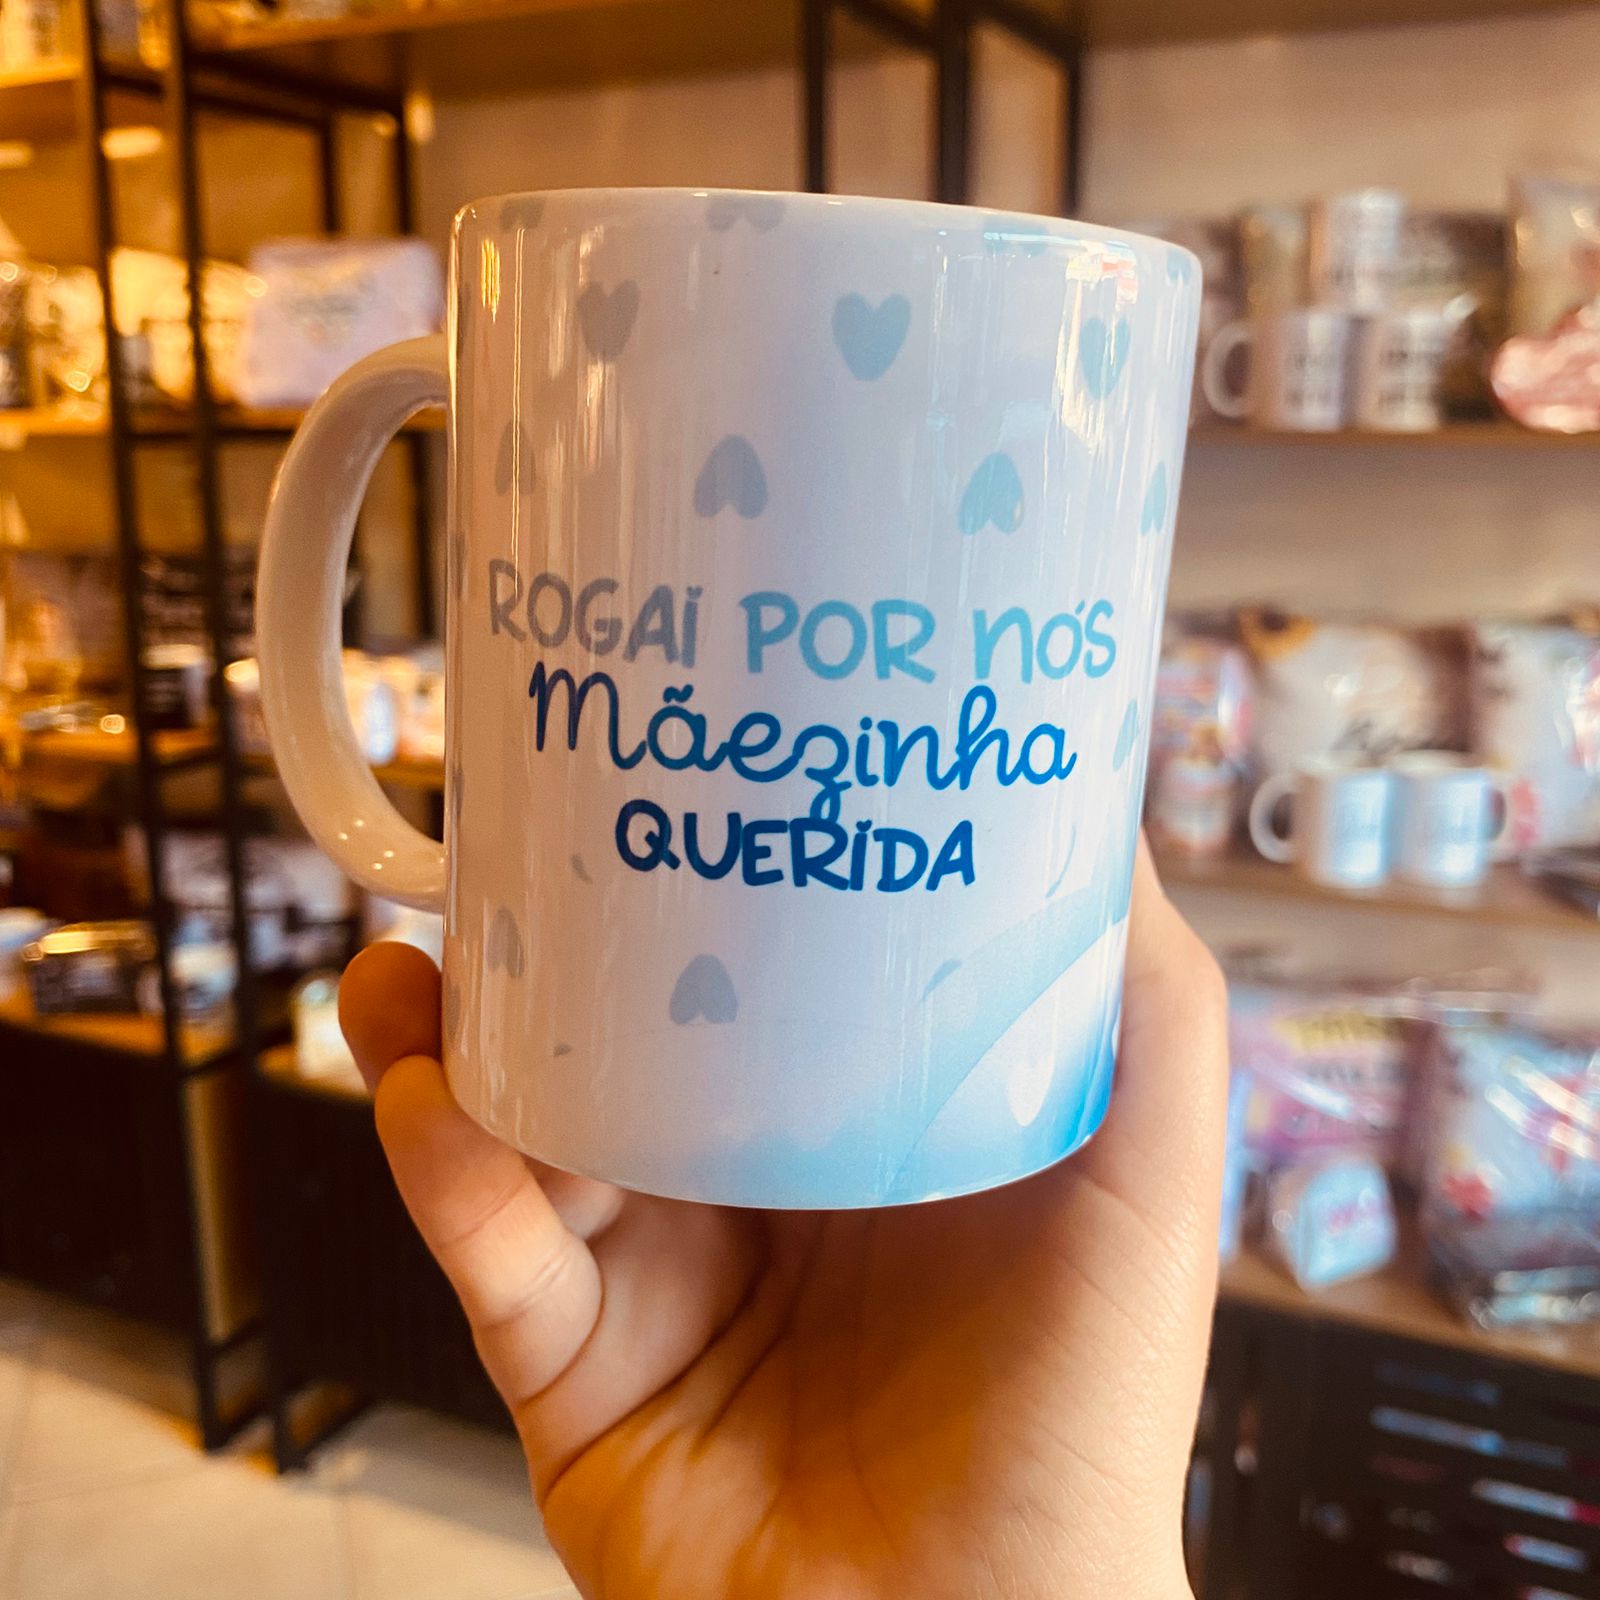 ROGAI POR NÓS
Mãezinha
QUERIDA